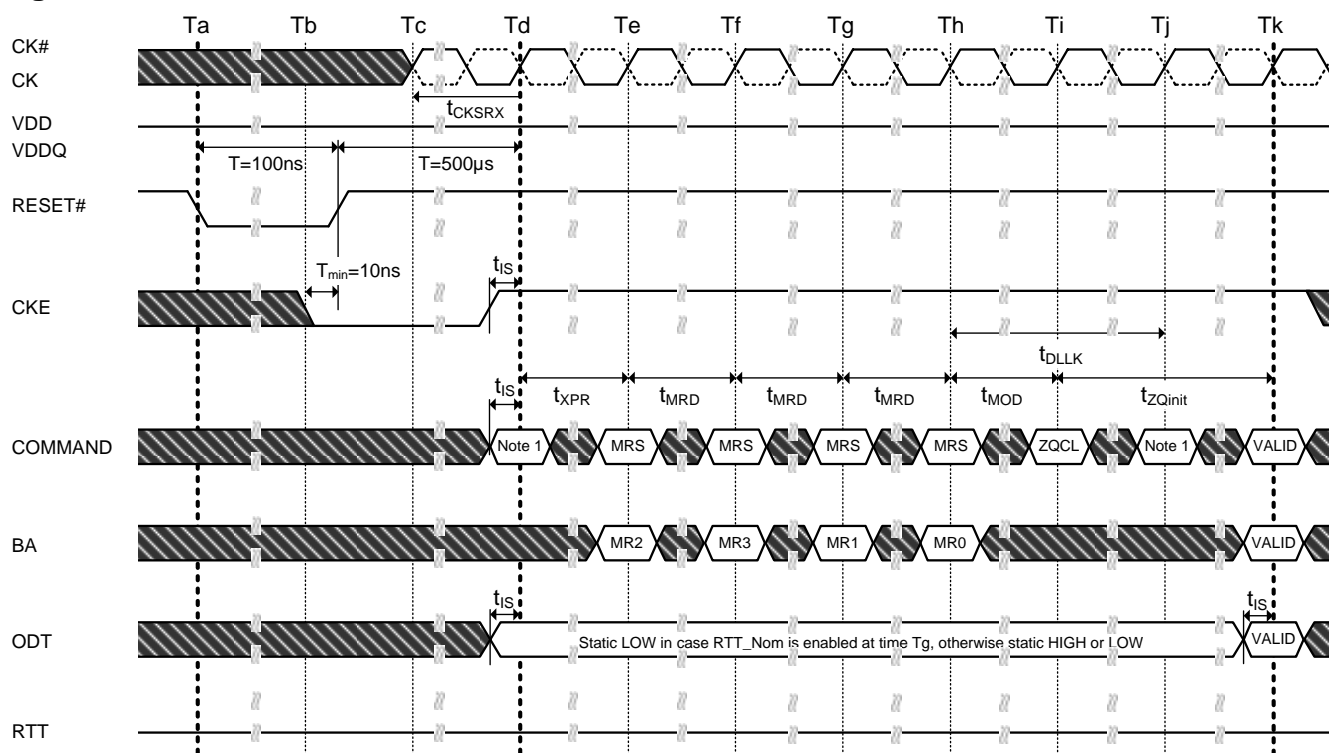 Ta Tb Tc Td Te Tf Tg Th Ti Tj Tk
CK#
CK
tCKSRX
VDD
VDDQ
T=100ns T=500µs
RESET#
Tmin=10ns tIS
CKE
tDLLK
tIS tXPR tMRD tMRD tMRD tMOD tZQinit
COMMAND Note 1 MRS MRS MRS MRS ZQCL Note 1 VALID
BA MR2 MR3 MR1 MR0 VALID
tIS tIS
ODT Static LOW in case RTT_Nom is enabled at time Tg, otherwise static HIGH or LOW VALID
RTT